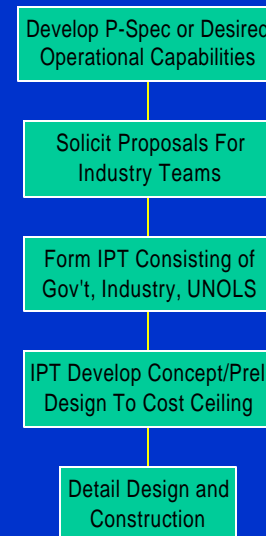 Develop P-Spec or Desired
Operational Capabilities
Solicit Proposals For
Industry Teams
Form IPT Consisting of
Gov't, Industry, UNOLS
IPT Develop Concept/Prel
Design To Cost Ceiling
Detail Design and
Construction